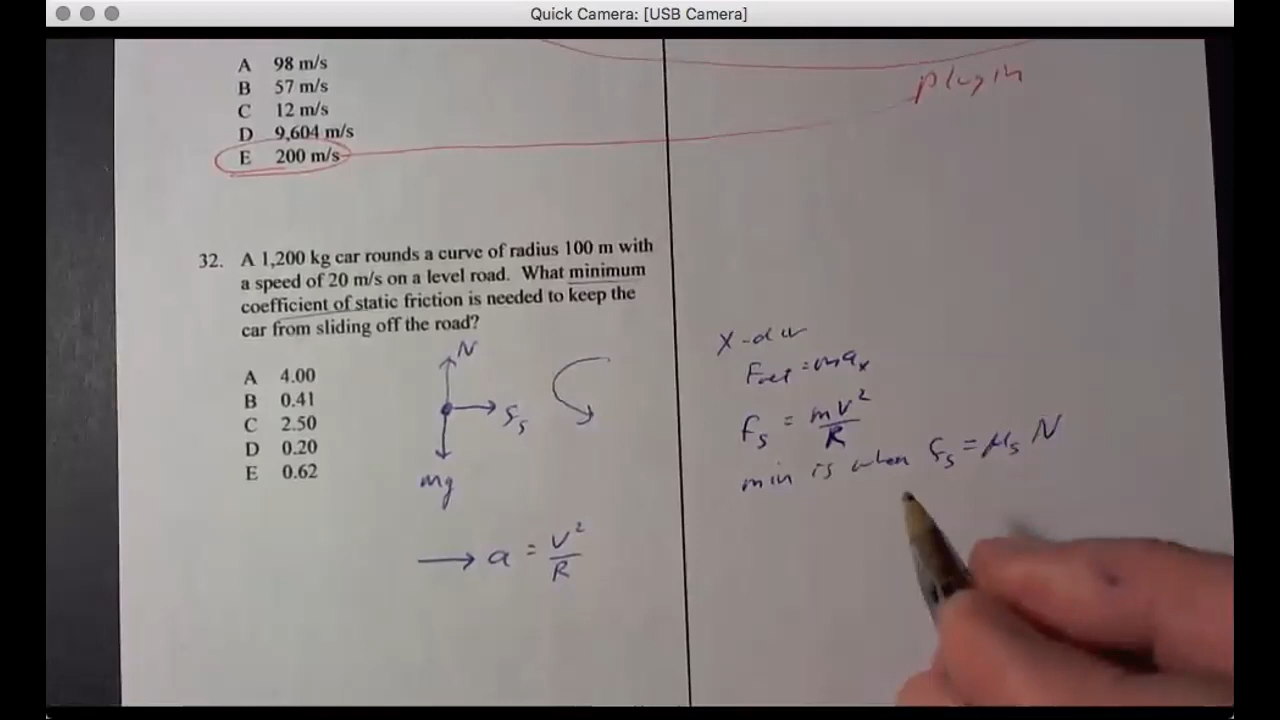 Quick Camera: [USB Camera]
A 98 m/s
B 57 m/s
C 12 m/s
D 9,604 m/s
E 200 m/s
plug in
32. A 1,200 kg car rounds a curve of radius 100 m with
a speed of 20 m/s on a level road. What minimum
coefficient of static friction is needed to keep the
car from sliding off the road?
A 4.00
B 0.41
C 2.50
D 0.20
E 0.62
N
fs
mg
a = v²/R
x-dir
Fnet = max
fs = mv²/R
min is when fs = μs N